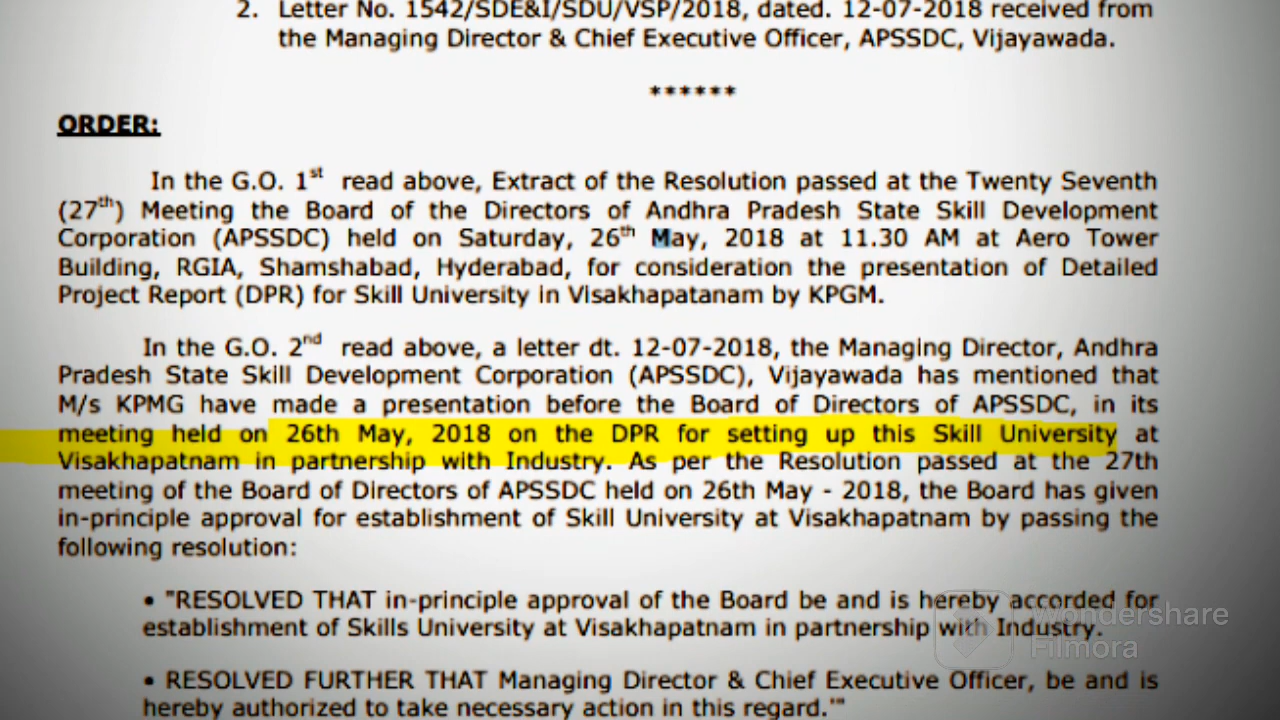 2. Letter No. 1542/SDE&I/SDU/VSP/2018, dated. 12-07-2018 received from
the Managing Director & Chief Executive Officer, APSSDC, Vijayawada.
******
ORDER:
In the G.O. 1st read above, Extract of the Resolution passed at the Twenty Seventh
(27th) Meeting the Board of the Directors of Andhra Pradesh State Skill Development
Corporation (APSSDC) held on Saturday, 26th May, 2018 at 11.30 AM at Aero Tower
Building, RGIA, Shamshabad, Hyderabad, for consideration the presentation of Detailed
Project Report (DPR) for Skill University in Visakhapatanam by KPGM.
In the G.O. 2nd read above, a letter dt. 12-07-2018, the Managing Director, Andhra
Pradesh State Skill Development Corporation (APSSDC), Vijayawada has mentioned that
M/s KPMG have made a presentation before the Board of Directors of APSSDC, in its
meeting held on 26th May, 2018 on the DPR for setting up this Skill University at
Visakhapatnam in partnership with Industry. As per the Resolution passed at the 27th
meeting of the Board of Directors of APSSDC held on 26th May - 2018, the Board has given
in-principle approval for establishment of Skill University at Visakhapatnam by passing the
following resolution:
• "RESOLVED THAT in-principle approval of the Board be and is hereby accorded for
establishment of Skills University at Visakhapatnam in partnership with Industry.
• RESOLVED FURTHER THAT Managing Director & Chief Executive Officer, be and is
hereby authorized to take necessary action in this regard.'"
Wondershare
Filmora